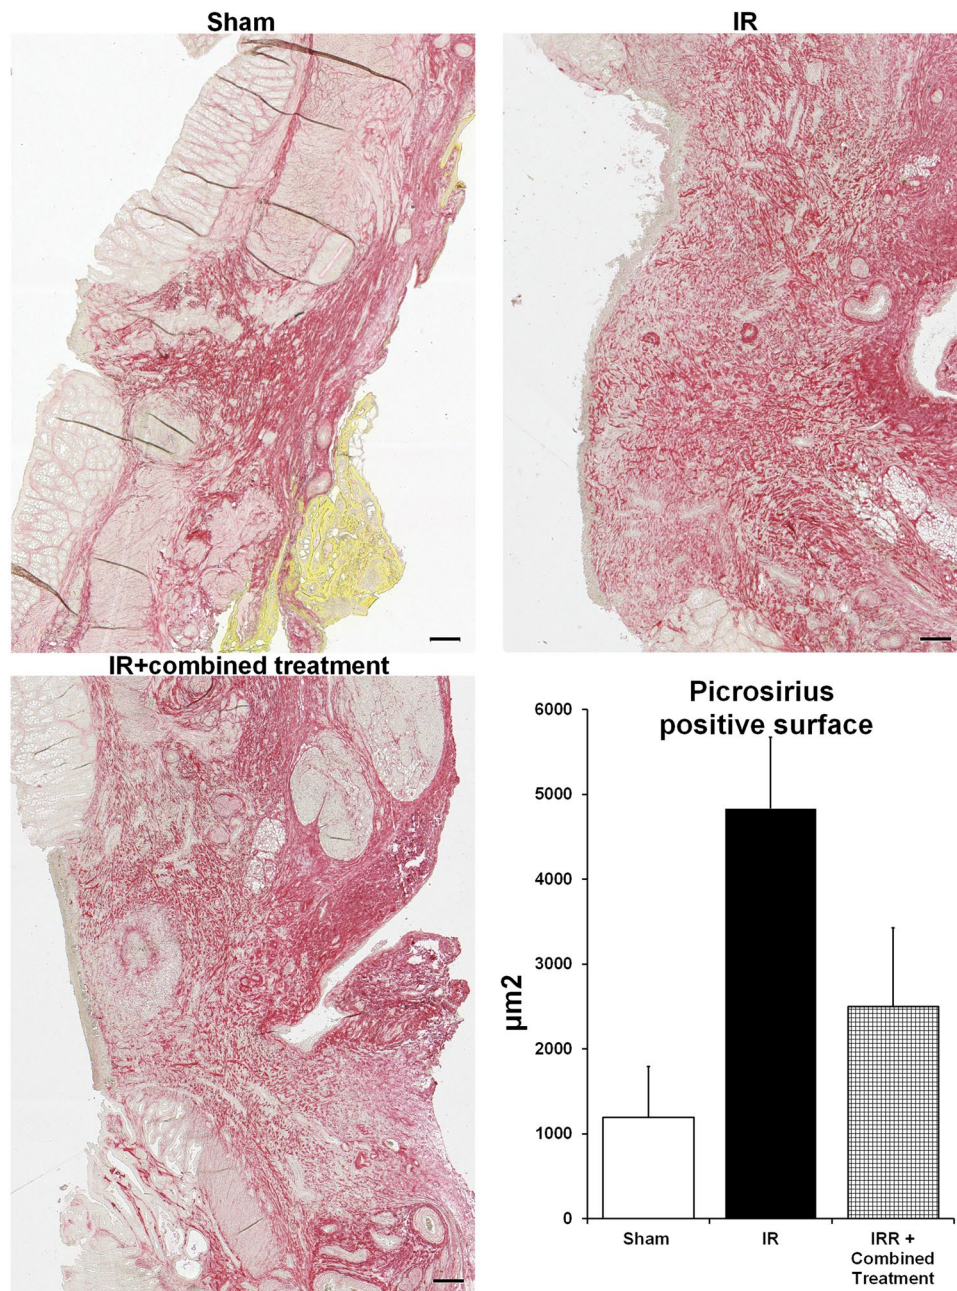 Sham
IR
IR+combined treatment
Picrosirius
positive surface
6000
5000
4000
3000
2000
1000
0
µm2
Sham
IR
IRR +
Combined
Treatment